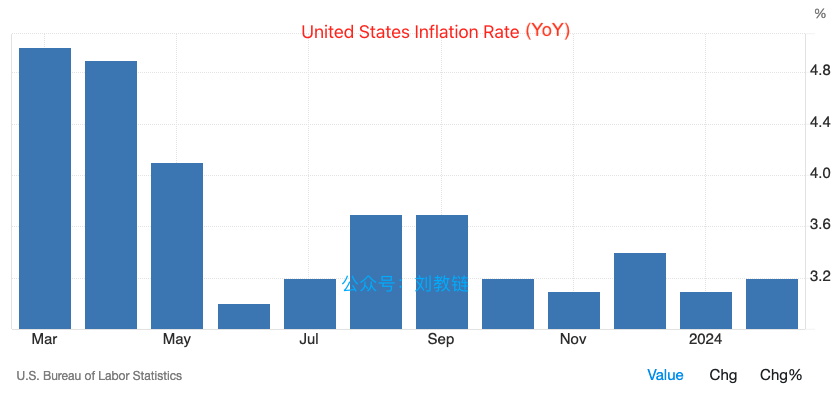 %
United States Inflation Rate (YoY)
4.8
4.4
4.0
3.6
3.2
公众号：刘教链
Mar May Jul Sep Nov 2024
U.S. Bureau of Labor Statistics
Value Chg Chg%